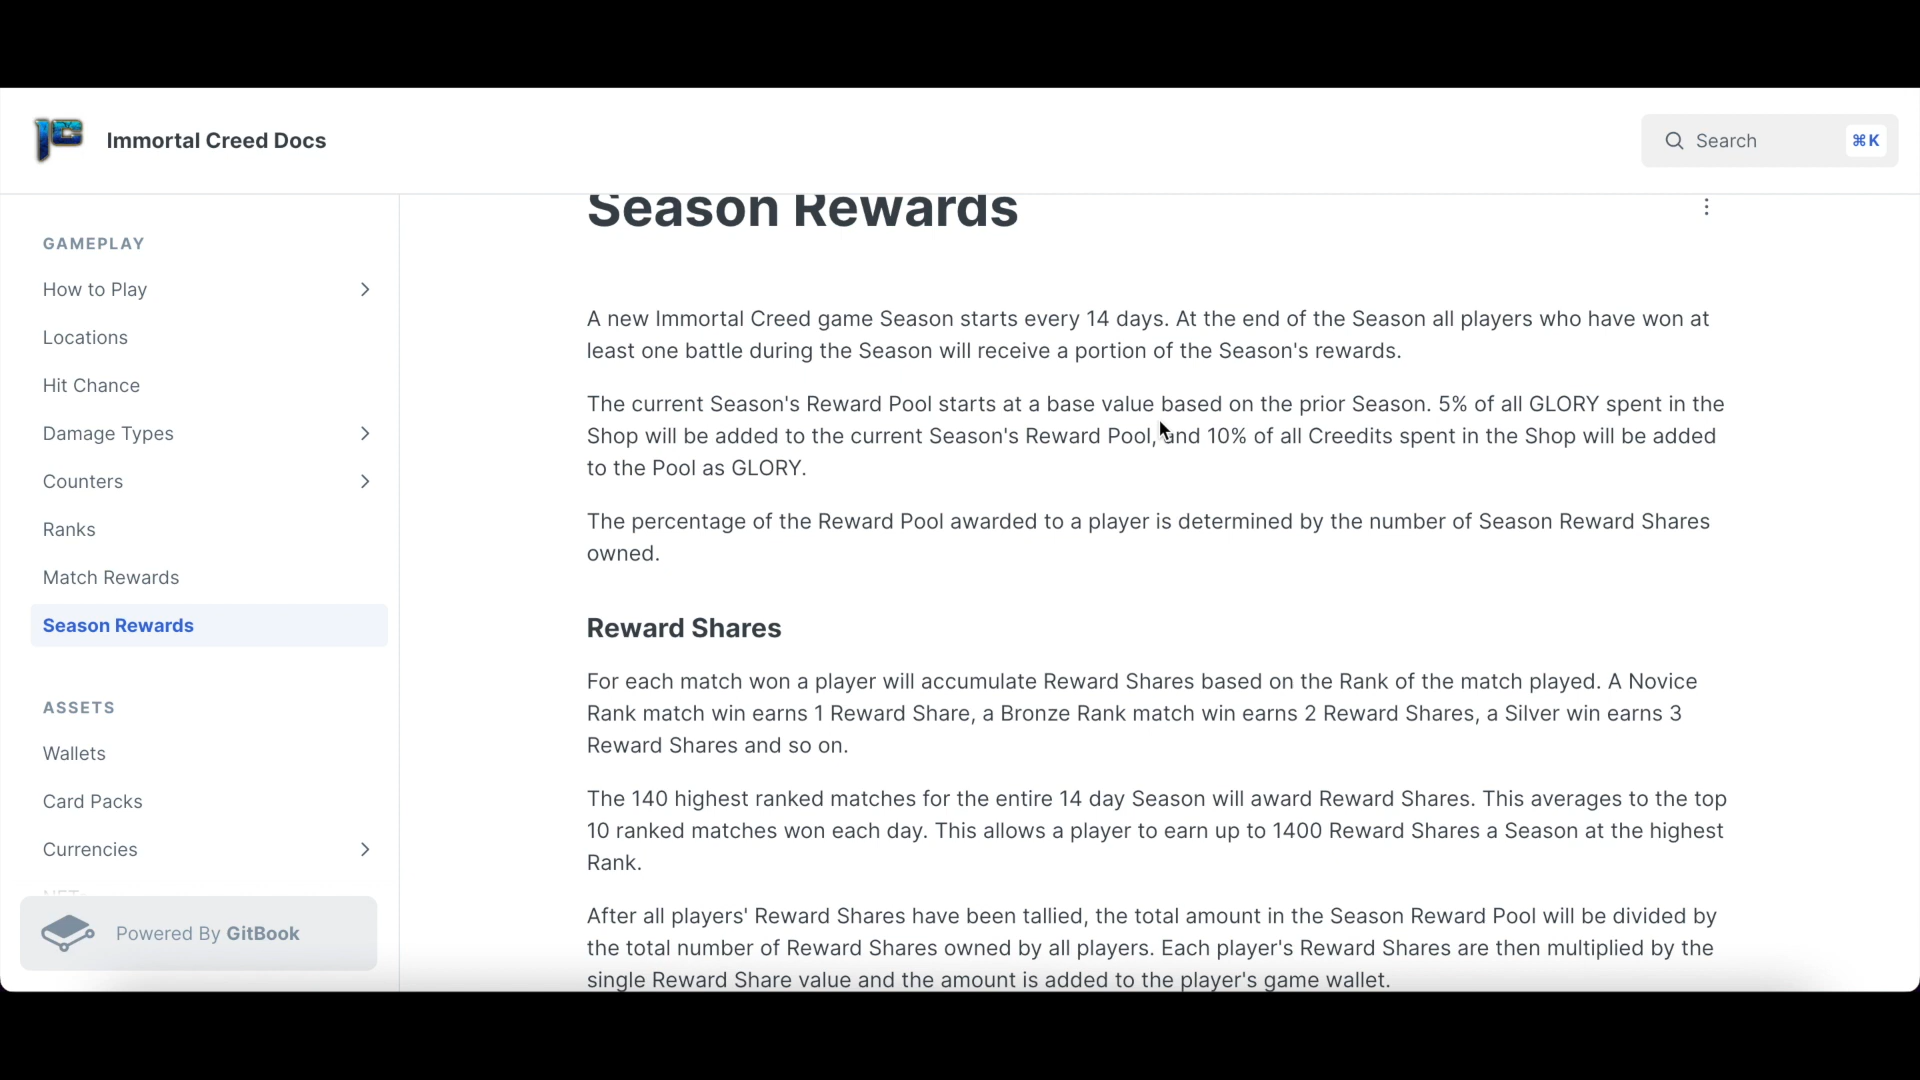 Immortal Creed Docs
Search
⌘K
GAMEPLAY
How to Play
Locations
Hit Chance
Damage Types
Counters
Ranks
Match Rewards
Season Rewards
ASSETS
Wallets
Card Packs
Currencies
Powered By GitBook
Season Rewards
A new Immortal Creed game Season starts every 14 days. At the end of the Season all players who have won at
least one battle during the Season will receive a portion of the Season's rewards.
The current Season's Reward Pool starts at a base value based on the prior Season. 5% of all GLORY spent in the
Shop will be added to the current Season's Reward Pool, and 10% of all Creedits spent in the Shop will be added
to the Pool as GLORY.
The percentage of the Reward Pool awarded to a player is determined by the number of Season Reward Shares
owned.
Reward Shares
For each match won a player will accumulate Reward Shares based on the Rank of the match played. A Novice
Rank match win earns 1 Reward Share, a Bronze Rank match win earns 2 Reward Shares, a Silver win earns 3
Reward Shares and so on.
The 140 highest ranked matches for the entire 14 day Season will award Reward Shares. This averages to the top
10 ranked matches won each day. This allows a player to earn up to 1400 Reward Shares a Season at the highest
Rank.
After all players' Reward Shares have been tallied, the total amount in the Season Reward Pool will be divided by
the total number of Reward Shares owned by all players. Each player's Reward Shares are then multiplied by the
single Reward Share value and the amount is added to the player's game wallet.